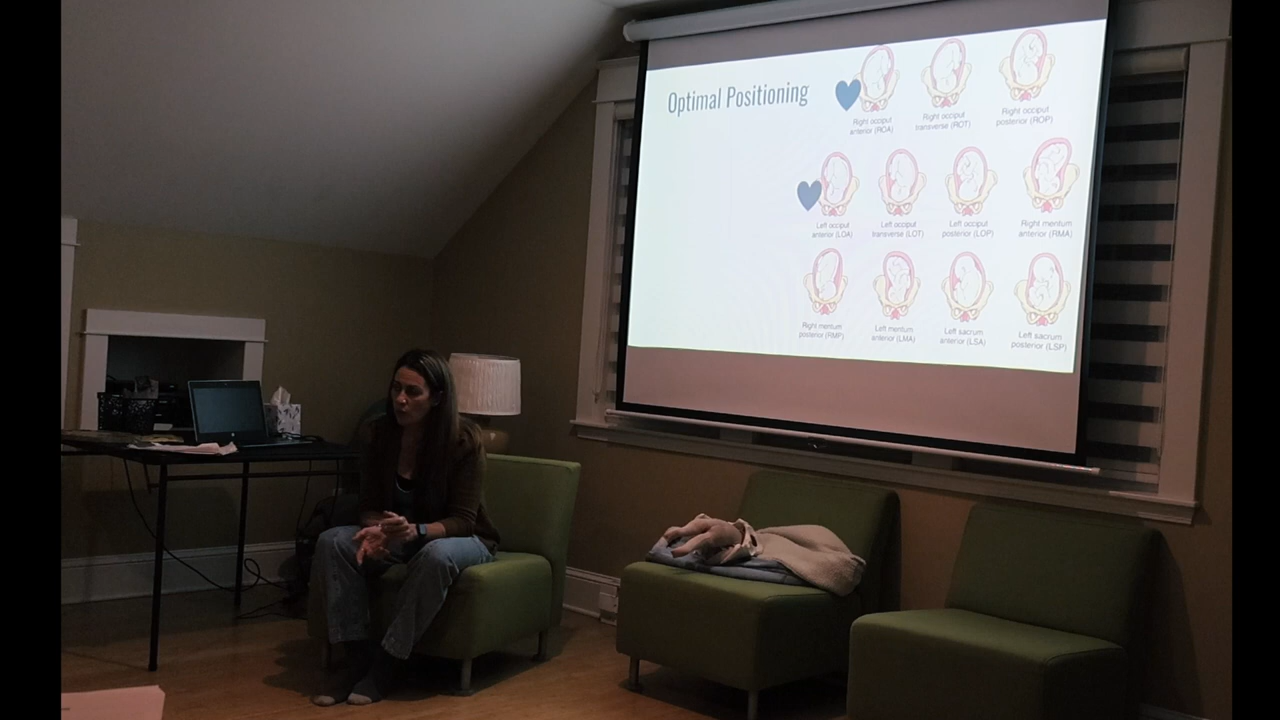 Optimal Positioning
Right occiput
anterior (ROA)
Right occiput
transverse (ROT)
Right occiput
posterior (ROP)
Left occiput
anterior (LOA)
Left occiput
transverse (LOT)
Left occiput
posterior (LOP)
Right mentum
anterior (RMA)
Right mentum
posterior (RMP)
Left mentum
anterior (LMA)
Left sacrum
anterior (LSA)
Left sacrum
posterior (LSP)